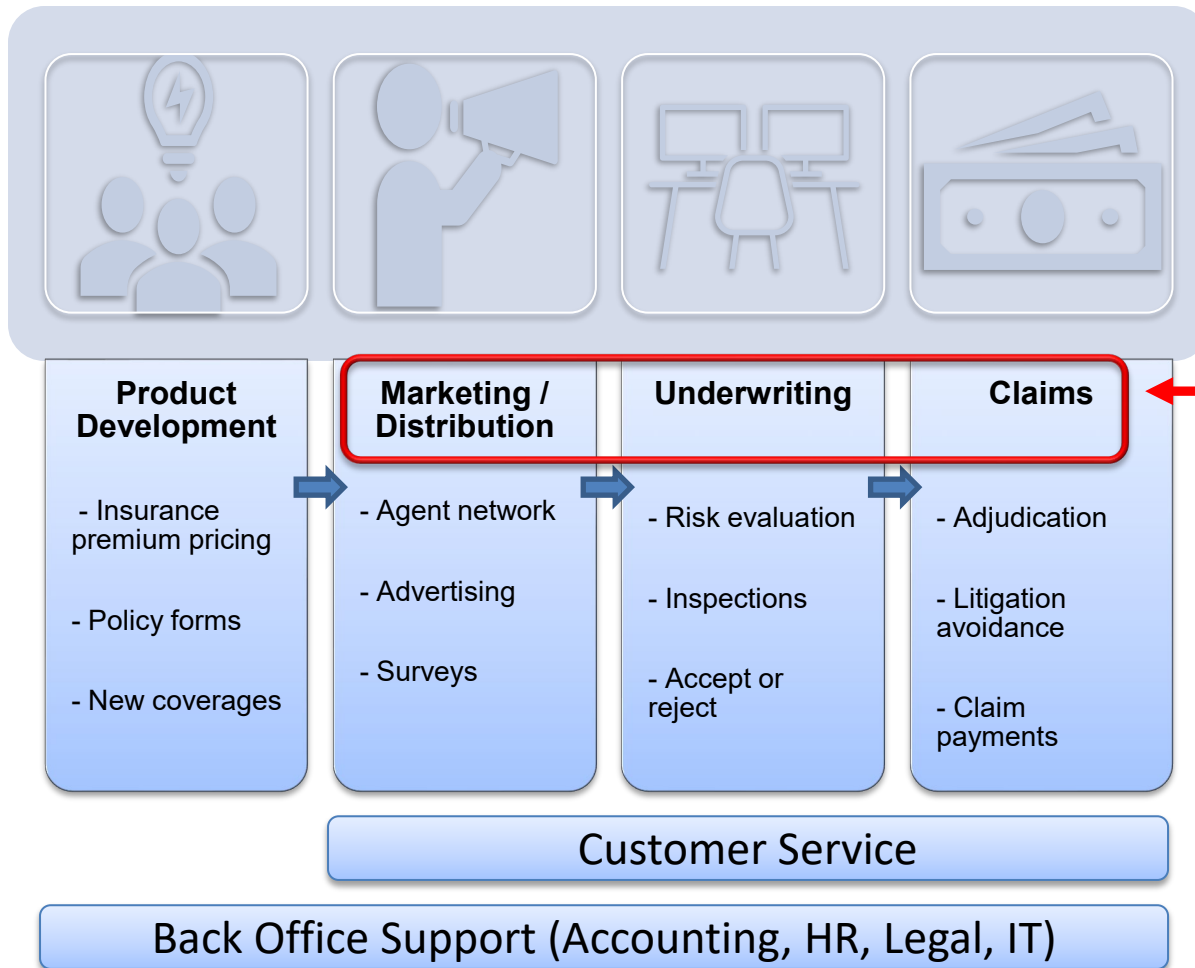 Product
Development
- Insurance
premium pricing
- Policy forms
- New coverages
Marketing /
Distribution
- Agent network
- Advertising
- Surveys
Underwriting
- Risk evaluation
- Inspections
- Accept or
reject
Claims
- Adjudication
- Litigation
avoidance
- Claim
payments
Customer Service
Back Office Support (Accounting, HR, Legal, IT)